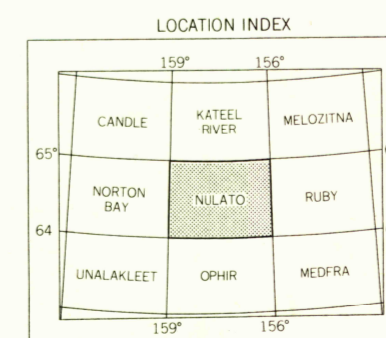 LOCATION INDEX
159° 156°
CANDLE KATEEL RIVER MELOZITNA
65°
NORTON BAY NULATO RUBY
64
UNALAKLEET OPHIR MEDFRA
159° 156°